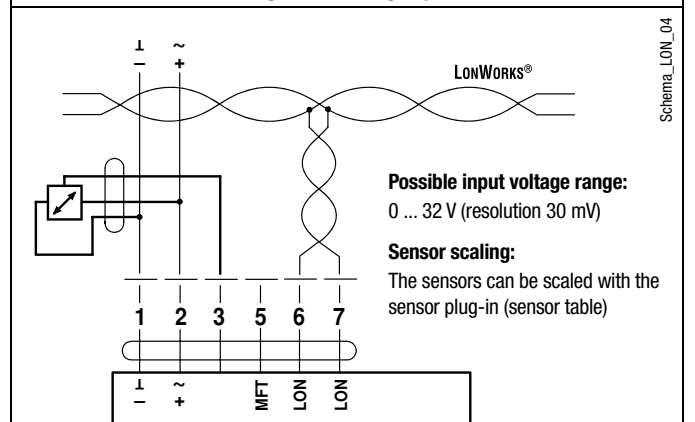 ⊥ ~
– +
LONWORKS®
Schema_LON_04
Possible input voltage range:
0 ... 32 V (resolution 30 mV)
Sensor scaling:
The sensors can be scaled with the
sensor plug-in (sensor table)
1 2 3 5 6 7
⊥ ~ MFT LON LON
– +